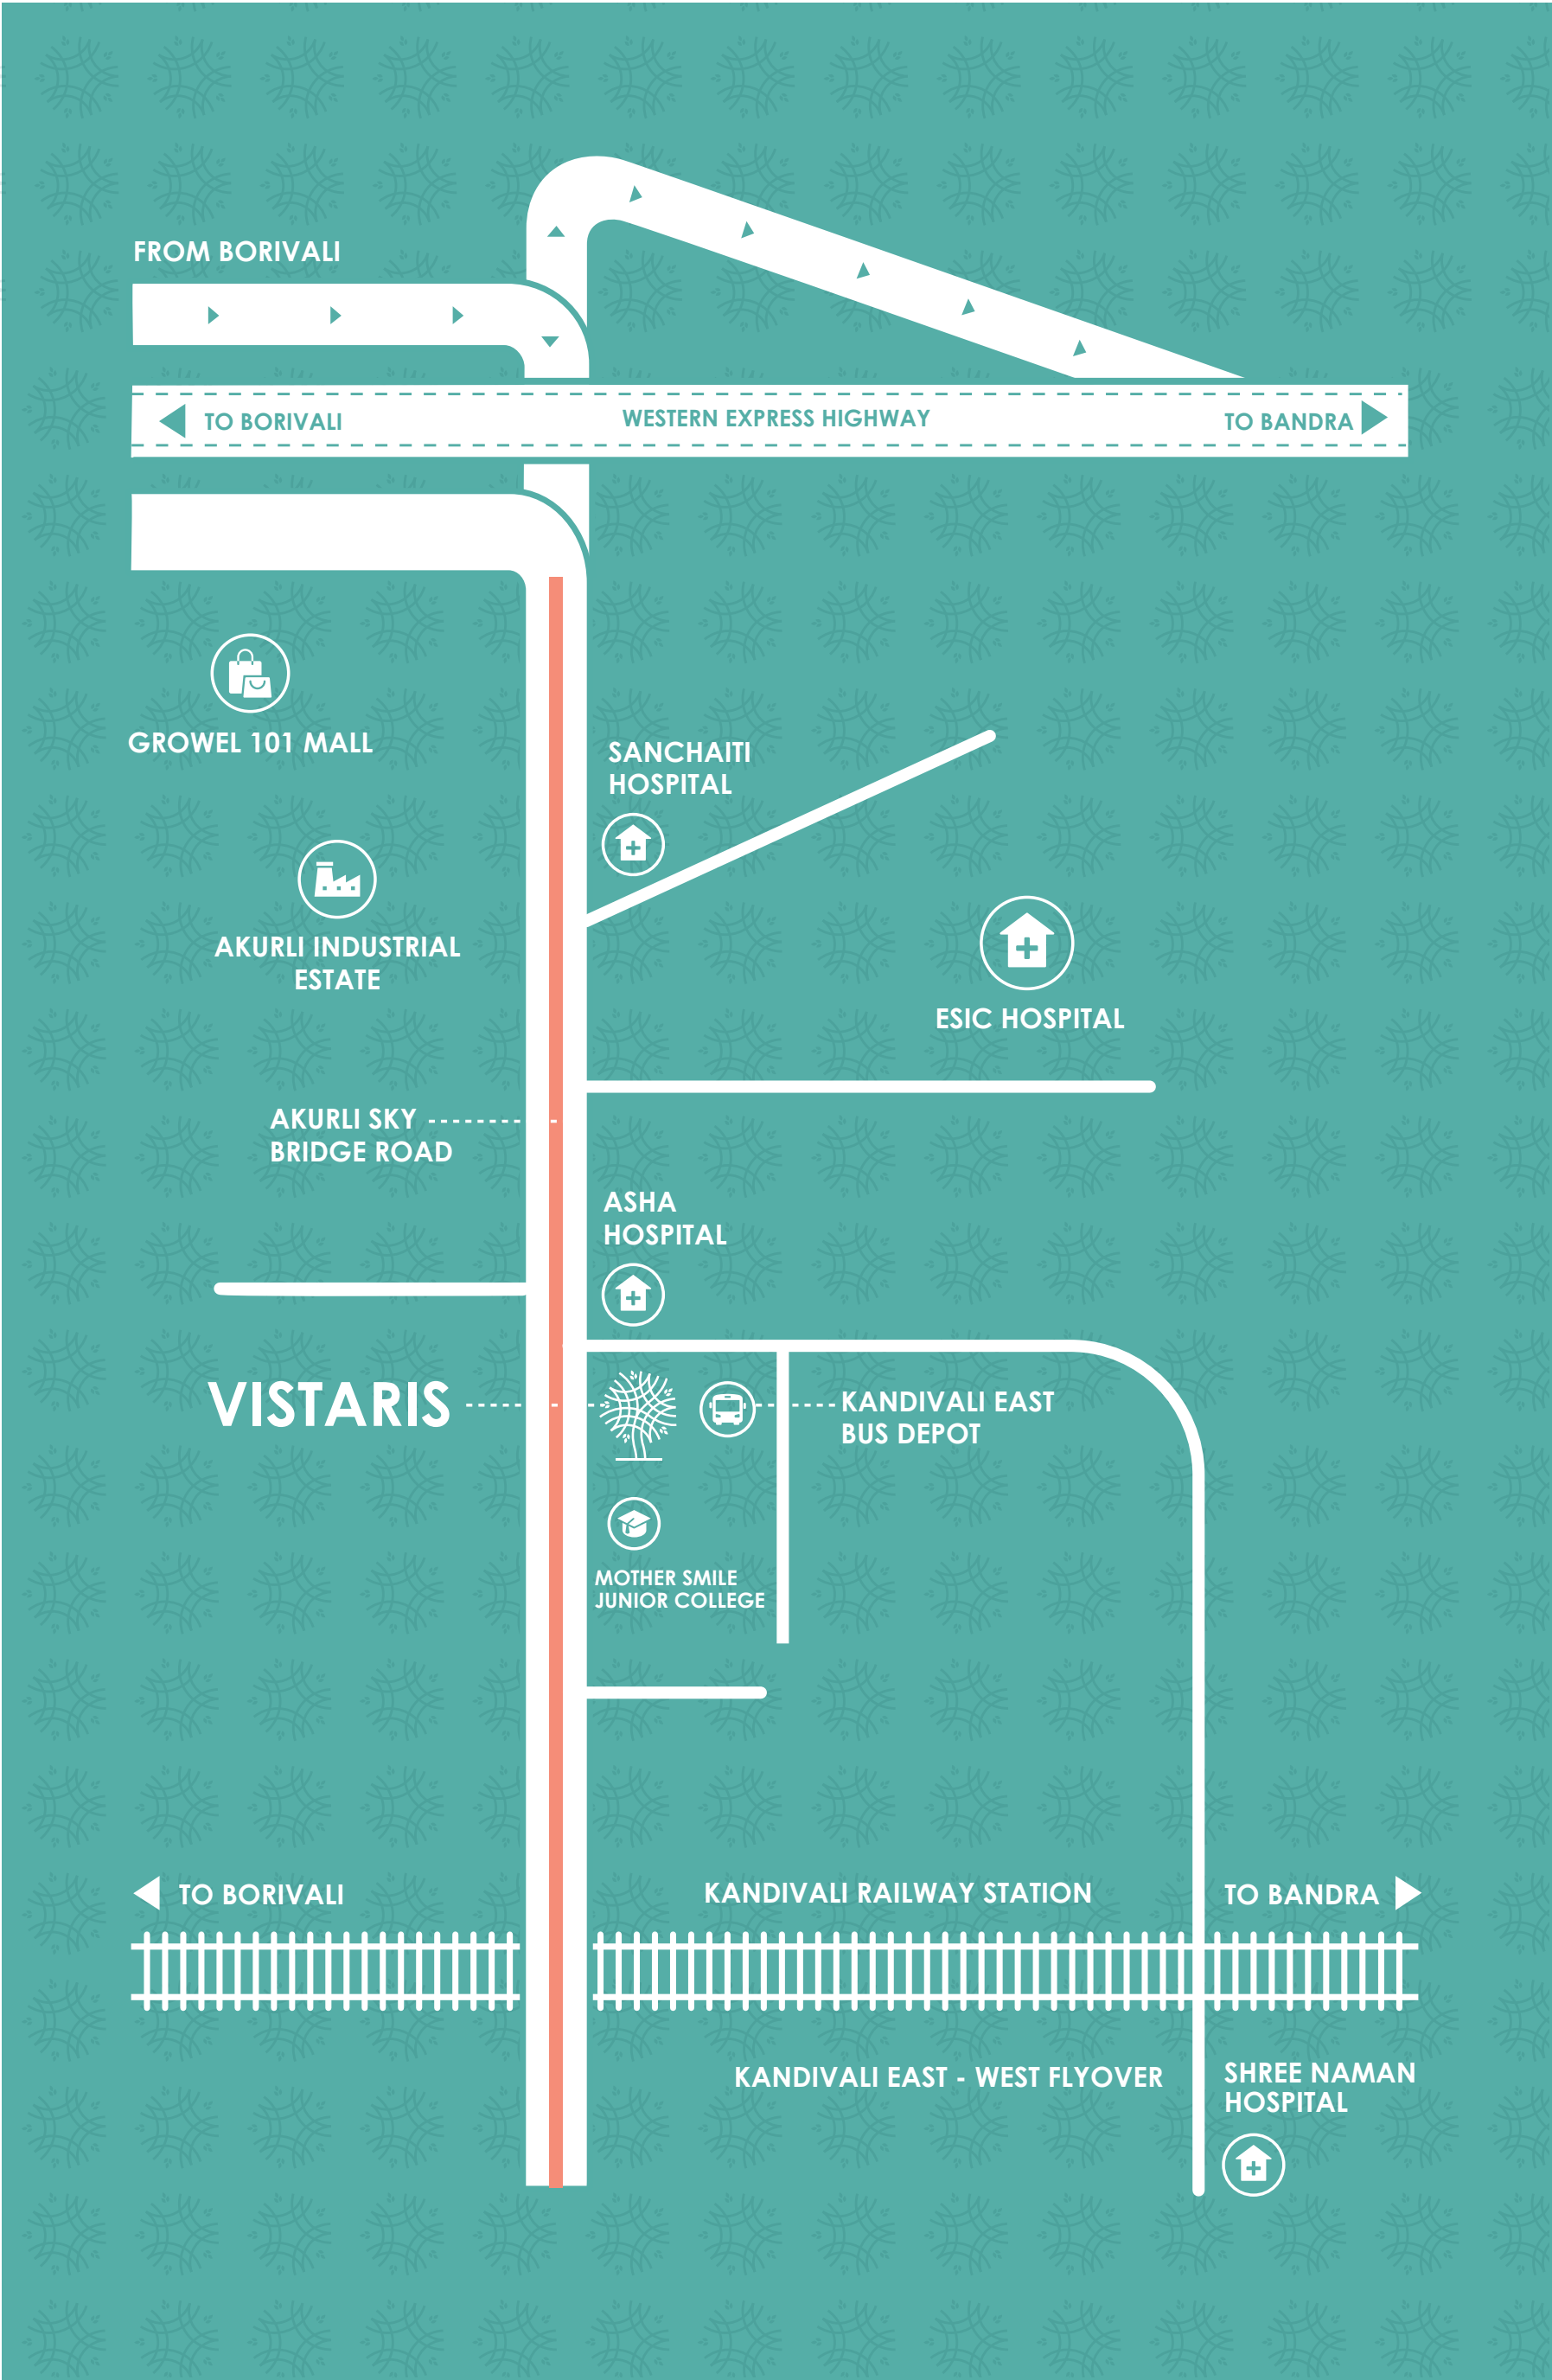 FROM BORIVALI
TO BORIVALI
WESTERN EXPRESS HIGHWAY
TO BANDRA
GROWEL 101 MALL
SANCHAITI
HOSPITAL
AKURLI INDUSTRIAL
ESTATE
ESIC HOSPITAL
AKURLI SKY
BRIDGE ROAD
ASHA
HOSPITAL
VISTARIS
KANDIVALI EAST
BUS DEPOT
MOTHER SMILE
JUNIOR COLLEGE
TO BORIVALI
KANDIVALI RAILWAY STATION
TO BANDRA
KANDIVALI EAST - WEST FLYOVER
SHREE NAMAN
HOSPITAL